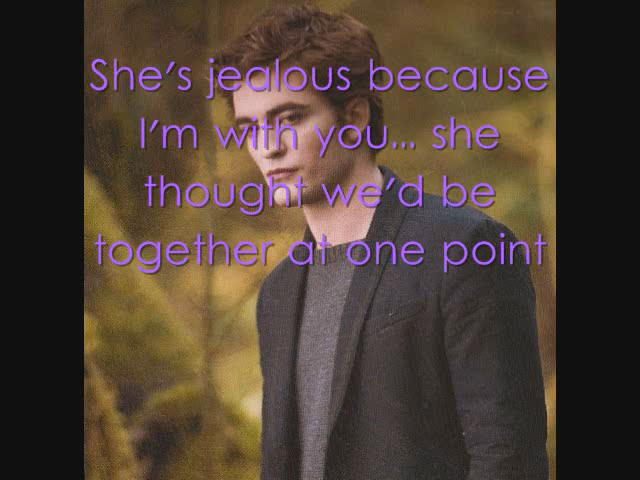 She's jealous because
I'm with you... she
thought we'd be
together at one point